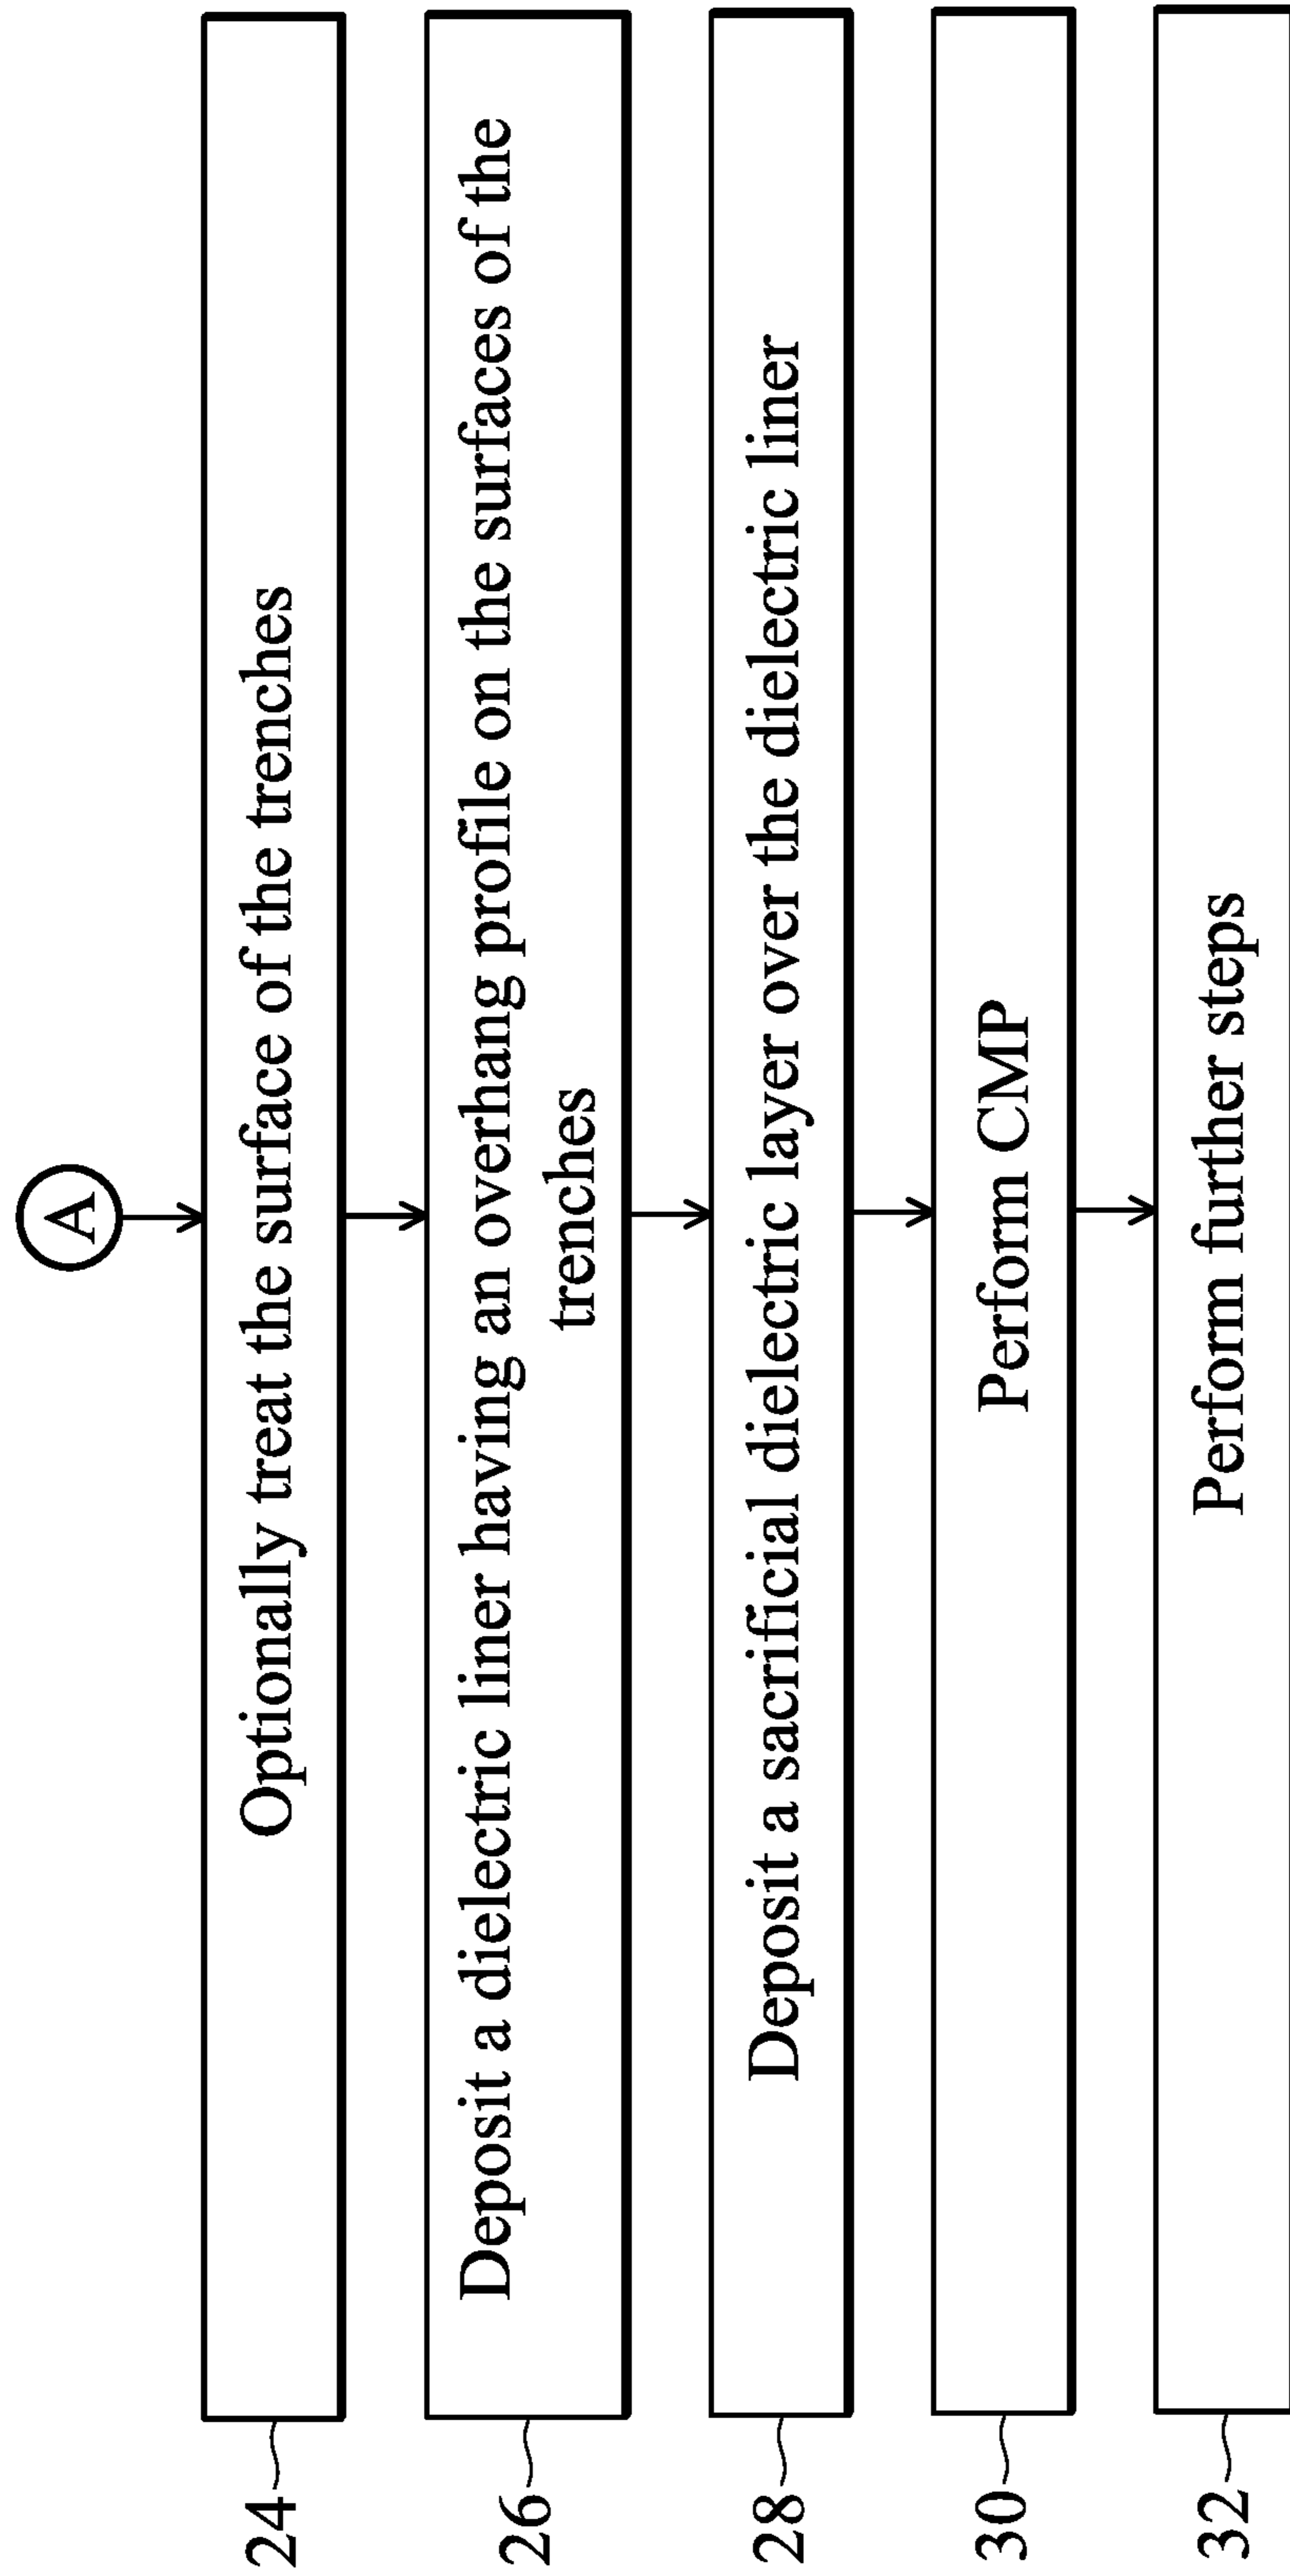 A
24
Optionally treat the surface of the trenches
26
Deposit a dielectric liner having an overhang profile on the surfaces of the
trenches
28
Deposit a sacrificial dielectric layer over the dielectric liner
30
Perform CMP
32
Perform further steps